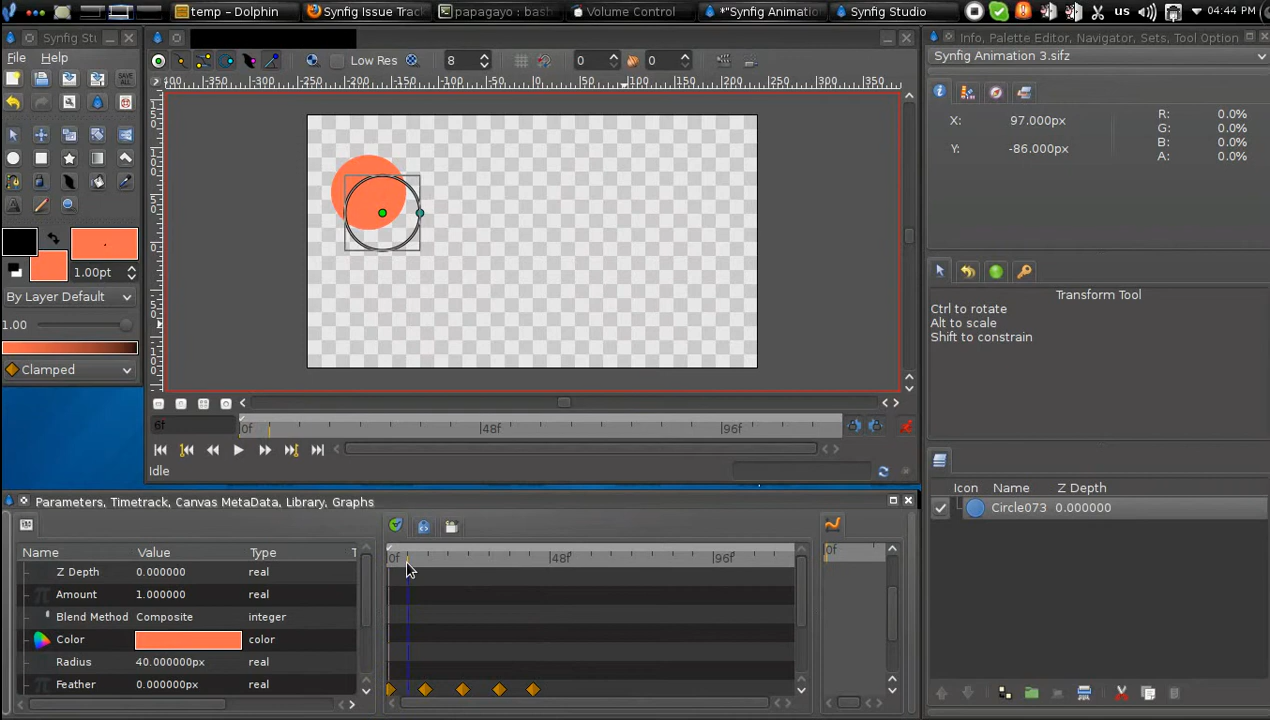 temp – Dolphin
Synfig Issue Trac
papagayo : bash
Volume Control
*"Synfig Animatio
Synfig Studio
us
04:44 PM
Synfig Stu
File
Help
SAVE
ALL
1.00pt
By Layer Default
1.00
Clamped
Low Res
8
0
0
-350
-300
-250
-200
-150
-100
-50
0
50
100
150
200
250
300
350
6f
0f
48f
96f
Idle
Info, Palette Editor, Navigator, Sets, Tool Option
Synfig Animation 3.sifz
X:
97.000px
Y:
-86.000px
R:
0.0%
G:
0.0%
B:
0.0%
A:
0.0%
Transform Tool
Ctrl to rotate
Alt to scale
Shift to constrain
Icon
Name
Z Depth
Circle073
0.000000
Parameters, Timetrack, Canvas MetaData, Library, Graphs
Name
Value
Type
Z Depth
0.000000
real
Amount
1.000000
real
Blend Method
Composite
integer
Color
color
Radius
40.000000px
real
Feather
0.000000px
real
0f
48f
96f
0f